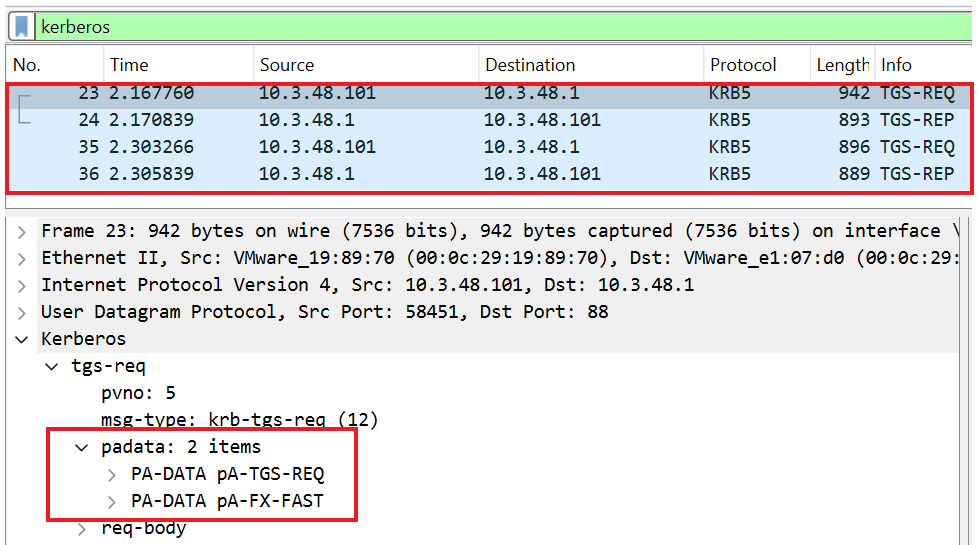 kerberos
No. Time Source Destination Protocol Length Info
23 2.167760 10.3.48.101 10.3.48.1 KRB5 942 TGS-REQ
24 2.170839 10.3.48.1 10.3.48.101 KRB5 893 TGS-REP
35 2.303266 10.3.48.101 10.3.48.1 KRB5 896 TGS-REQ
36 2.305839 10.3.48.1 10.3.48.101 KRB5 889 TGS-REP
Frame 23: 942 bytes on wire (7536 bits), 942 bytes captured (7536 bits) on interface \
Ethernet II, Src: VMware_19:89:70 (00:0c:29:19:89:70), Dst: VMware_e1:07:d0 (00:0c:29:
Internet Protocol Version 4, Src: 10.3.48.101, Dst: 10.3.48.1
User Datagram Protocol, Src Port: 58451, Dst Port: 88
Kerberos
tgs-req
pvno: 5
msg-type: krb-tgs-req (12)
padata: 2 items
PA-DATA pA-TGS-REQ
PA-DATA pA-FX-FAST
req-body